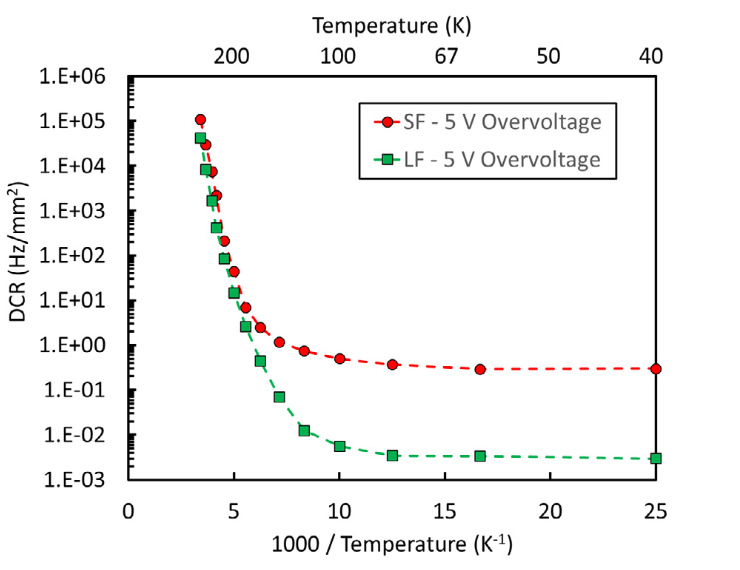 Temperature (K)
200 100 67 50 40
1.E+06
1.E+05
1.E+04
1.E+03
1.E+02
1.E+01
1.E+00
1.E-01
1.E-02
1.E-03
DCR (Hz/mm²)
SF - 5 V Overvoltage
LF - 5 V Overvoltage
0 5 10 15 20 25
1000 / Temperature (K⁻¹)